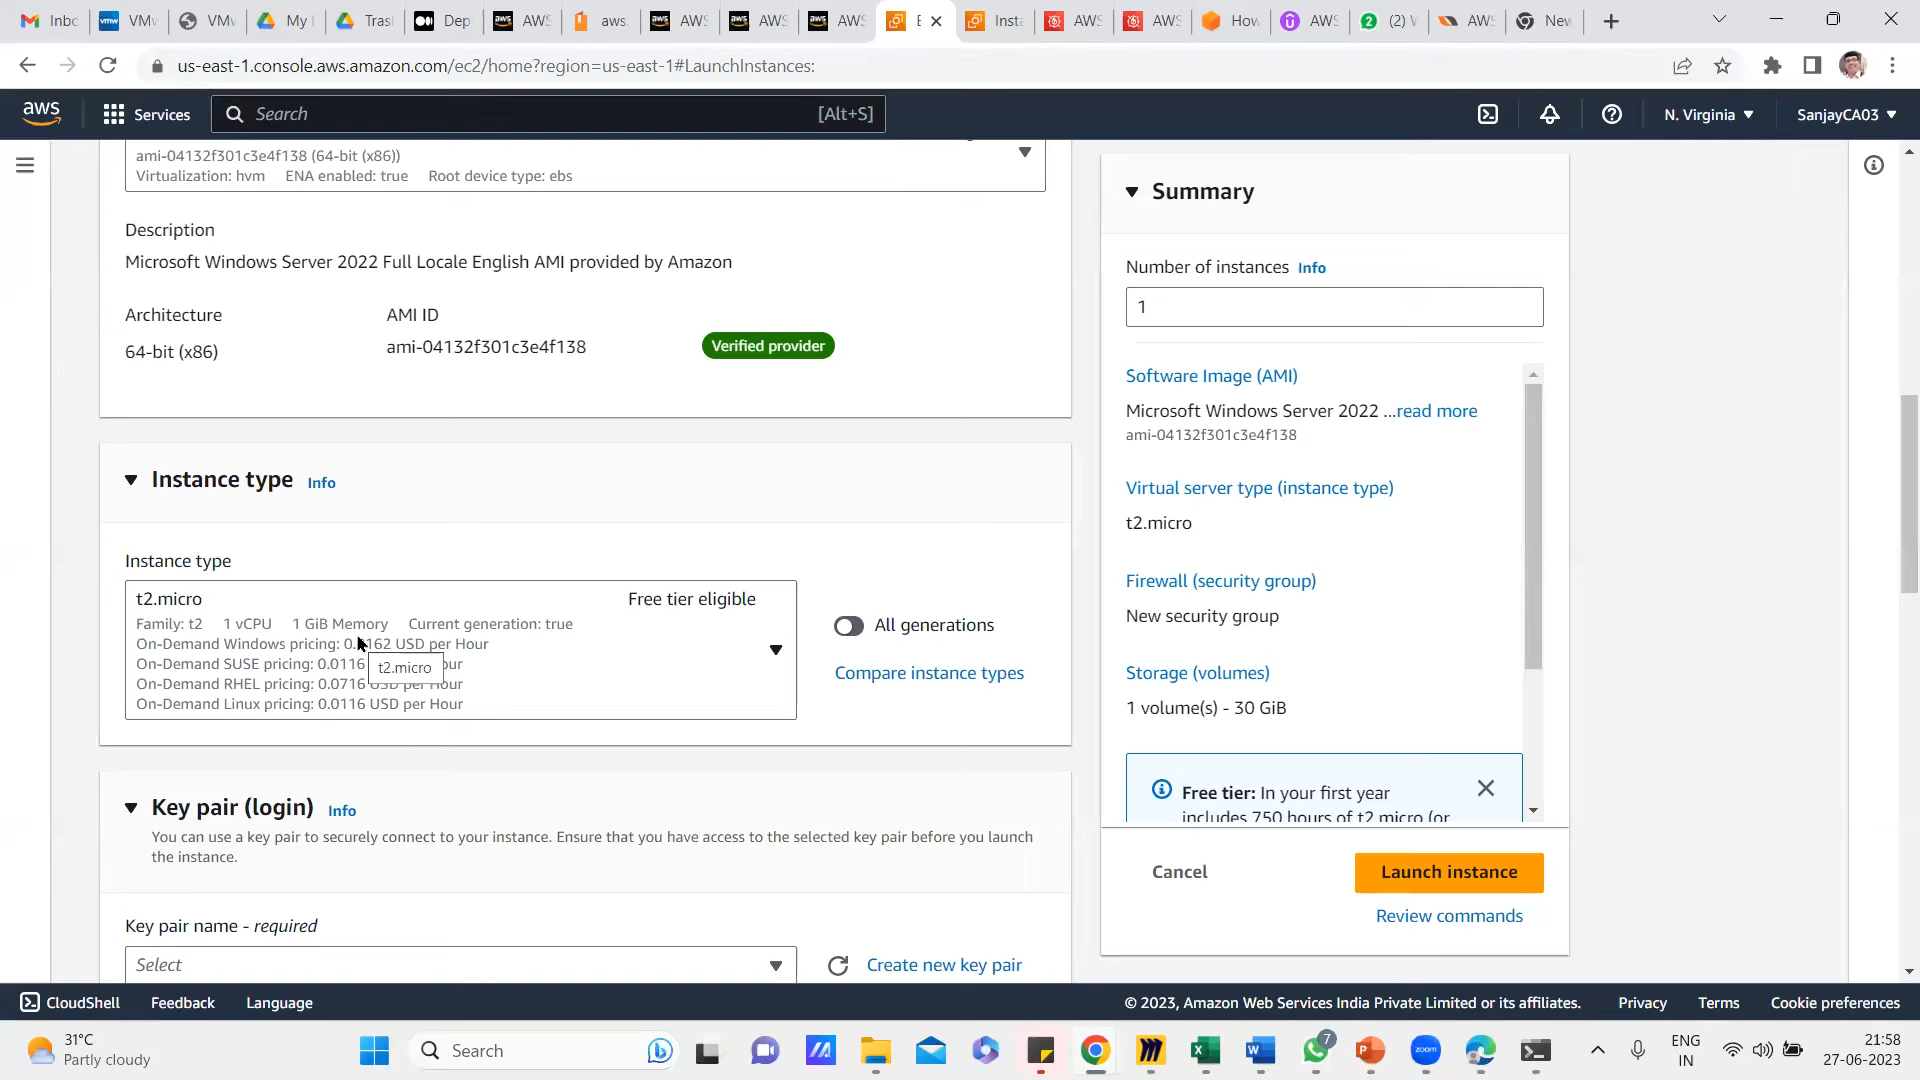 Inbo
VMw
VMw
My D
Tras
Dep
AWS
aws.
AWS
AWS
AWS
E
Insta
AWS
AWS
How
AWS
(2) W
AWS
New
us-east-1.console.aws.amazon.com/ec2/home?region=us-east-1#LaunchInstances:
aws
Services
Search
[Alt+S]
N. Virginia
SanjayCA03
ami-04132f301c3e4f138 (64-bit (x86))
Virtualization: hvm ENA enabled: true Root device type: ebs
Description
Microsoft Windows Server 2022 Full Locale English AMI provided by Amazon
Architecture
AMI ID
64-bit (x86)
ami-04132f301c3e4f138
Verified provider
Instance type Info
Instance type
t2.micro
Free tier eligible
Family: t2 1 vCPU 1 GiB Memory Current generation: true
On-Demand Windows pricing: 0. 162 USD per Hour
On-Demand SUSE pricing: 0.0116 our
t2.micro
On-Demand RHEL pricing: 0.0716 USD per Hour
On-Demand Linux pricing: 0.0116 USD per Hour
All generations
Compare instance types
Key pair (login) Info
You can use a key pair to securely connect to your instance. Ensure that you have access to the selected key pair before you launch
the instance.
Key pair name - required
Select
Create new key pair
Summary
Number of instances Info
1
Software Image (AMI)
Microsoft Windows Server 2022 ...read more
ami-04132f301c3e4f138
Virtual server type (instance type)
t2.micro
Firewall (security group)
New security group
Storage (volumes)
1 volume(s) - 30 GiB
Free tier: In your first year
includes 750 hours of t2.micro (or
Cancel
Launch instance
Review commands
CloudShell
Feedback
Language
© 2023, Amazon Web Services India Private Limited or its affiliates.
Privacy
Terms
Cookie preferences
31°C
Partly cloudy
Search
zoom
7
ENG
IN
21:58
27-06-2023